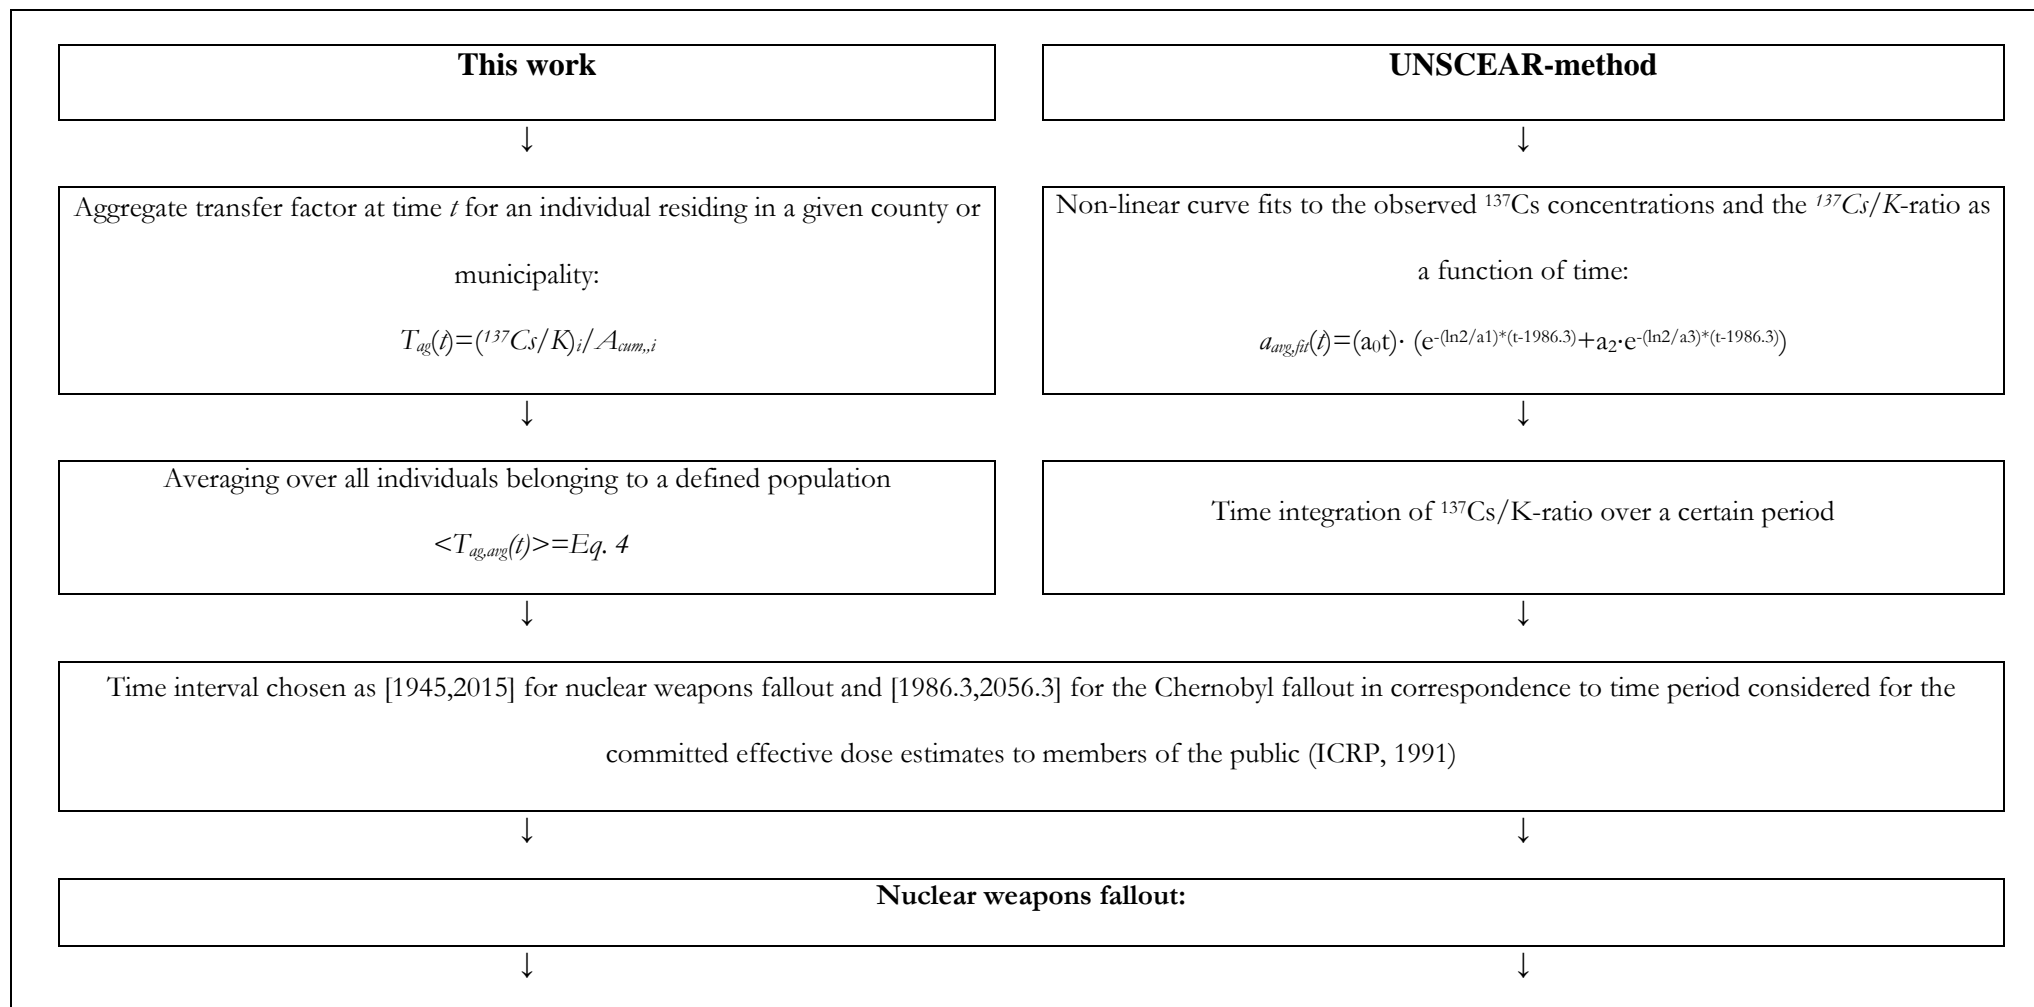 This work
UNSCEAR-method
↓
↓
Aggregate transfer factor at time t for an individual residing in a given county or
municipality:
T_ag(t)=(¹³⁷Cs/K)_i/A_cum,,i
Non-linear curve fits to the observed ¹³⁷Cs concentrations and the ¹³⁷Cs/K-ratio as
a function of time:
a_avg,fit(t)=(a₀t)· (e^-(ln2/a1)*(t-1986.3)+a₂·e^-(ln2/a3)*(t-1986.3))
↓
↓
Averaging over all individuals belonging to a defined population
<T_ag,avg(t)>=Eq. 4
Time integration of ¹³⁷Cs/K-ratio over a certain period
↓
↓
Time interval chosen as [1945,2015] for nuclear weapons fallout and [1986.3,2056.3] for the Chernobyl fallout in correspondence to time period considered for the
committed effective dose estimates to members of the public (ICRP, 1991)
↓
↓
Nuclear weapons fallout:
↓
↓